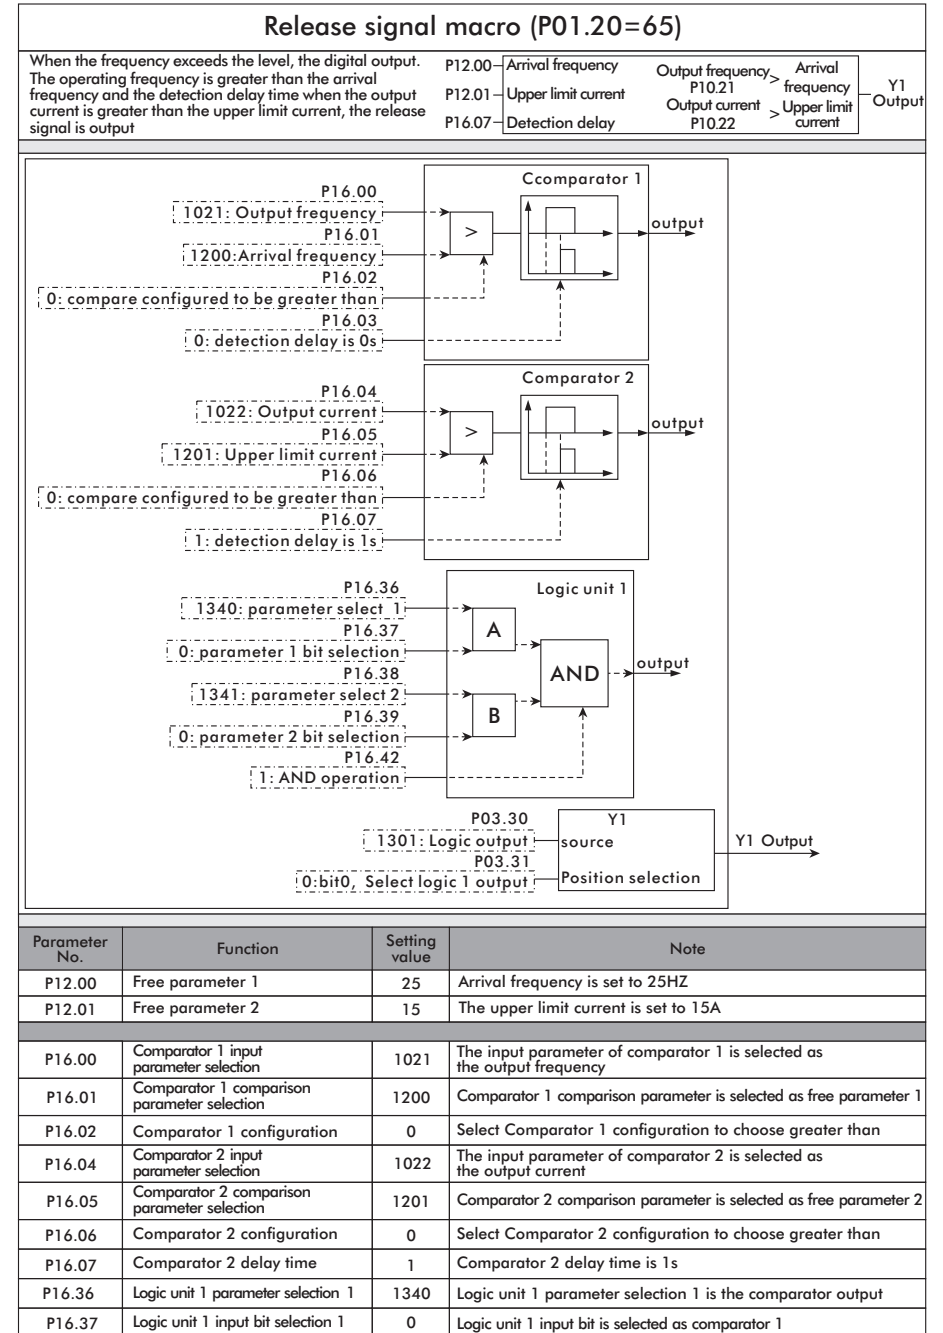 Release signal macro (P01.20=65)
When the frequency exceeds the level, the digital output.
The operating frequency is greater than the arrival
frequency and the detection delay time when the output
current is greater than the upper limit current, the release
signal is output
P12.00 Arrival frequency
P12.01 Upper limit current
P16.07 Detection delay
Output frequency > Arrival
P10.21 frequency
Output current > Upper limit
P10.22 current
Y1
Output
Ccomparator 1
P16.00
1021: Output frequency
P16.01
1200:Arrival frequency
P16.02
0: compare configured to be greater than
P16.03
0: detection delay is 0s
>
output
Comparator 2
P16.04
1022: Output current
P16.05
1201: Upper limit current
P16.06
0: compare configured to be greater than
P16.07
1: detection delay is 1s
>
output
Logic unit 1
P16.36
1340: parameter select 1
P16.37
0: parameter 1 bit selection
P16.38
1341: parameter select 2
P16.39
0: parameter 2 bit selection
P16.42
1: AND operation
A
B
AND
output
P03.30
1301: Logic output
P03.31
0:bit0, Select logic 1 output
Y1
source
Position selection
Y1 Output
Parameter No. Function Setting value Note
P12.00 Free parameter 1 25 Arrival frequency is set to 25HZ
P12.01 Free parameter 2 15 The upper limit current is set to 15A
P16.00 Comparator 1 input parameter selection 1021 The input parameter of comparator 1 is selected as the output frequency
P16.01 Comparator 1 comparison parameter selection 1200 Comparator 1 comparison parameter is selected as free parameter 1
P16.02 Comparator 1 configuration 0 Select Comparator 1 configuration to choose greater than
P16.04 Comparator 2 input parameter selection 1022 The input parameter of comparator 2 is selected as the output current
P16.05 Comparator 2 comparison parameter selection 1201 Comparator 2 comparison parameter is selected as free parameter 2
P16.06 Comparator 2 configuration 0 Select Comparator 2 configuration to choose greater than
P16.07 Comparator 2 delay time 1 Comparator 2 delay time is 1s
P16.36 Logic unit 1 parameter selection 1 1340 Logic unit 1 parameter selection 1 is the comparator output
P16.37 Logic unit 1 input bit selection 1 0 Logic unit 1 input bit is selected as comparator 1